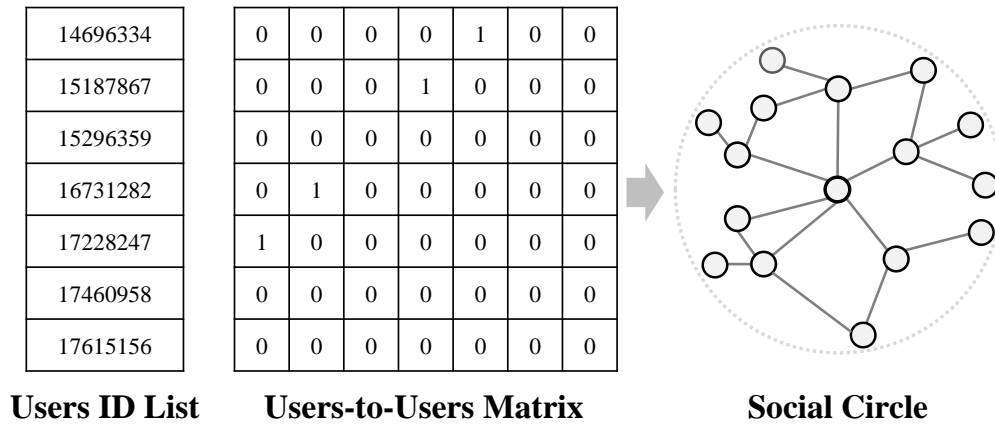 14696334 0 0 0 0 1 0 0
15187867 0 0 0 1 0 0 0
15296359 0 0 0 0 0 0 0
16731282 0 1 0 0 0 0 0
17228247 1 0 0 0 0 0 0
17460958 0 0 0 0 0 0 0
17615156 0 0 0 0 0 0 0
Users ID List Users-to-Users Matrix Social Circle